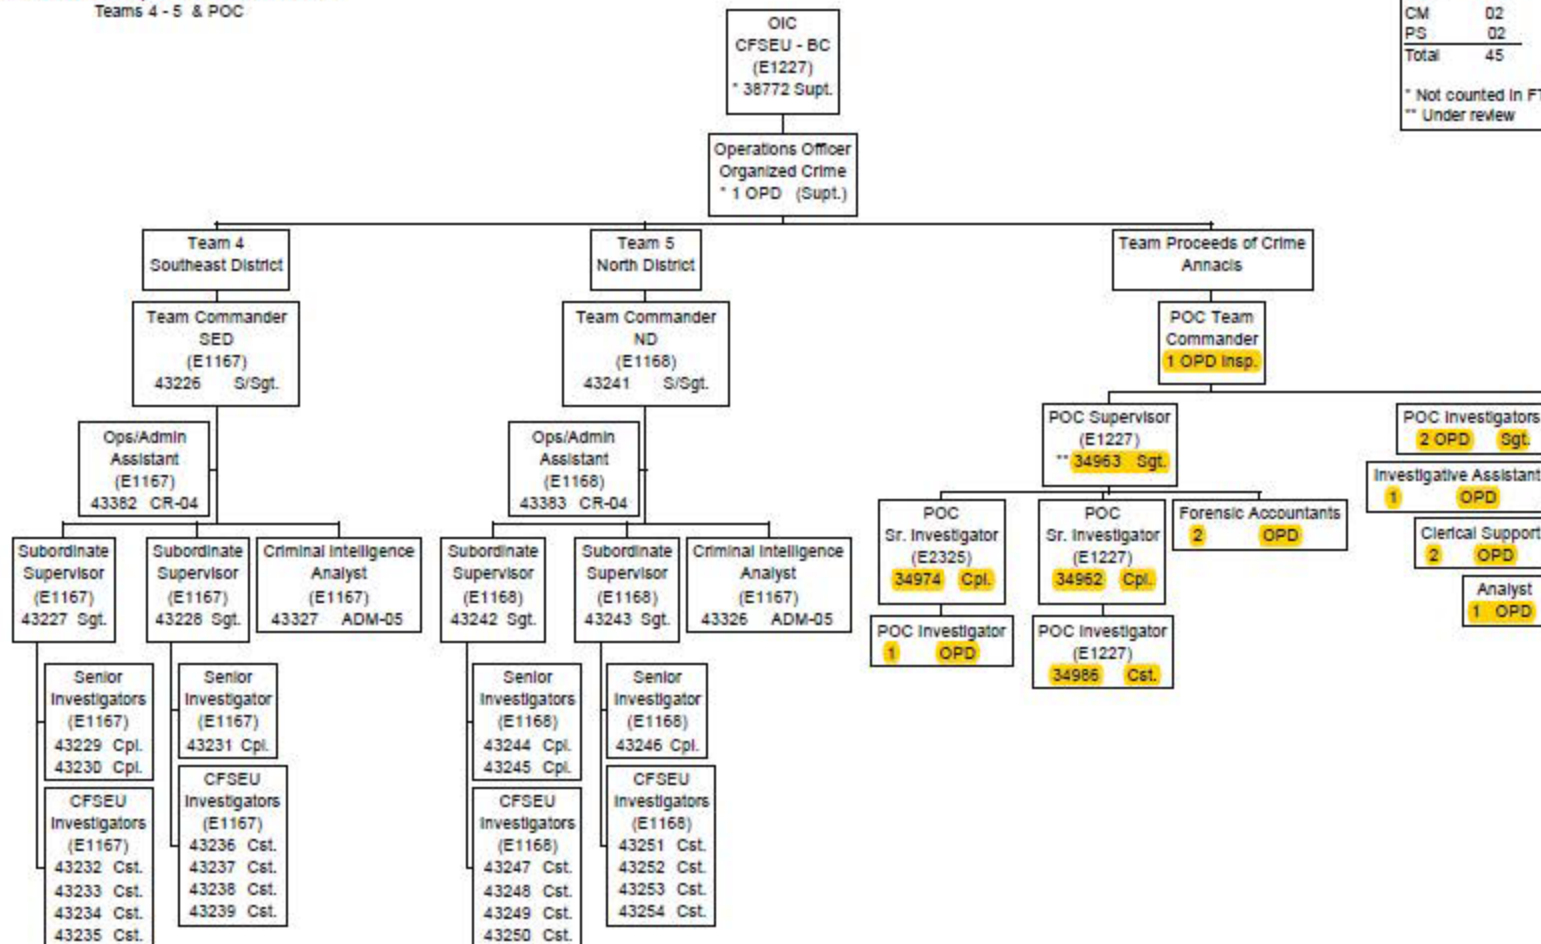 Teams 4 - 5 & POC
CM 02
PS 02
Total 45
* Not counted in FT
** Under review
OIC
CFSEU - BC
(E1227)
* 38772 Supt.
Operations Officer
Organized Crime
* 1 OPD (Supt.)
Team 4
Southeast District
Team Commander
SED
(E1167)
43226 S/Sgt.
Ops/Admin
Assistant
(E1167)
43382 CR-04
Subordinate
Supervisor
(E1167)
43227 Sgt.
Subordinate
Supervisor
(E1167)
43228 Sgt.
Criminal Intelligence
Analyst
(E1167)
43327 ADM-05
Senior
Investigators
(E1167)
43229 Cpl.
43230 Cpl.
CFSEU
Investigators
(E1167)
43232 Cst.
43233 Cst.
43234 Cst.
43235 Cst.
Senior
Investigator
(E1167)
43231 Cpl.
CFSEU
Investigators
(E1167)
43236 Cst.
43237 Cst.
43238 Cst.
43239 Cst.
Team 5
North District
Team Commander
ND
(E1168)
43241 S/Sgt.
Ops/Admin
Assistant
(E1168)
43383 CR-04
Subordinate
Supervisor
(E1168)
43242 Sgt.
Subordinate
Supervisor
(E1168)
43243 Sgt.
Criminal Intelligence
Analyst
(E1167)
43326 ADM-05
Senior
Investigators
(E1168)
43244 Cpl.
43245 Cpl.
CFSEU
Investigators
(E1168)
43247 Cst.
43248 Cst.
43249 Cst.
43250 Cst.
Senior
Investigator
(E1168)
43246 Cpl.
CFSEU
Investigators
(E1168)
43251 Cst.
43252 Cst.
43253 Cst.
43254 Cst.
Team Proceeds of Crime
Annacis
POC Team
Commander
1 OPD Insp.
POC Supervisor
(E1227)
** 34963 Sgt.
POC
Sr. Investigator
(E2325)
34974 Cpl.
POC Investigator
1 OPD
POC
Sr. Investigator
(E1227)
34962 Cpl.
POC Investigator
(E1227)
34986 Cst.
Forensic Accountants
2 OPD
POC Investigators
2 OPD Sgt.
Investigative Assistant
1 OPD
Clerical Support
2 OPD
Analyst
1 OPD